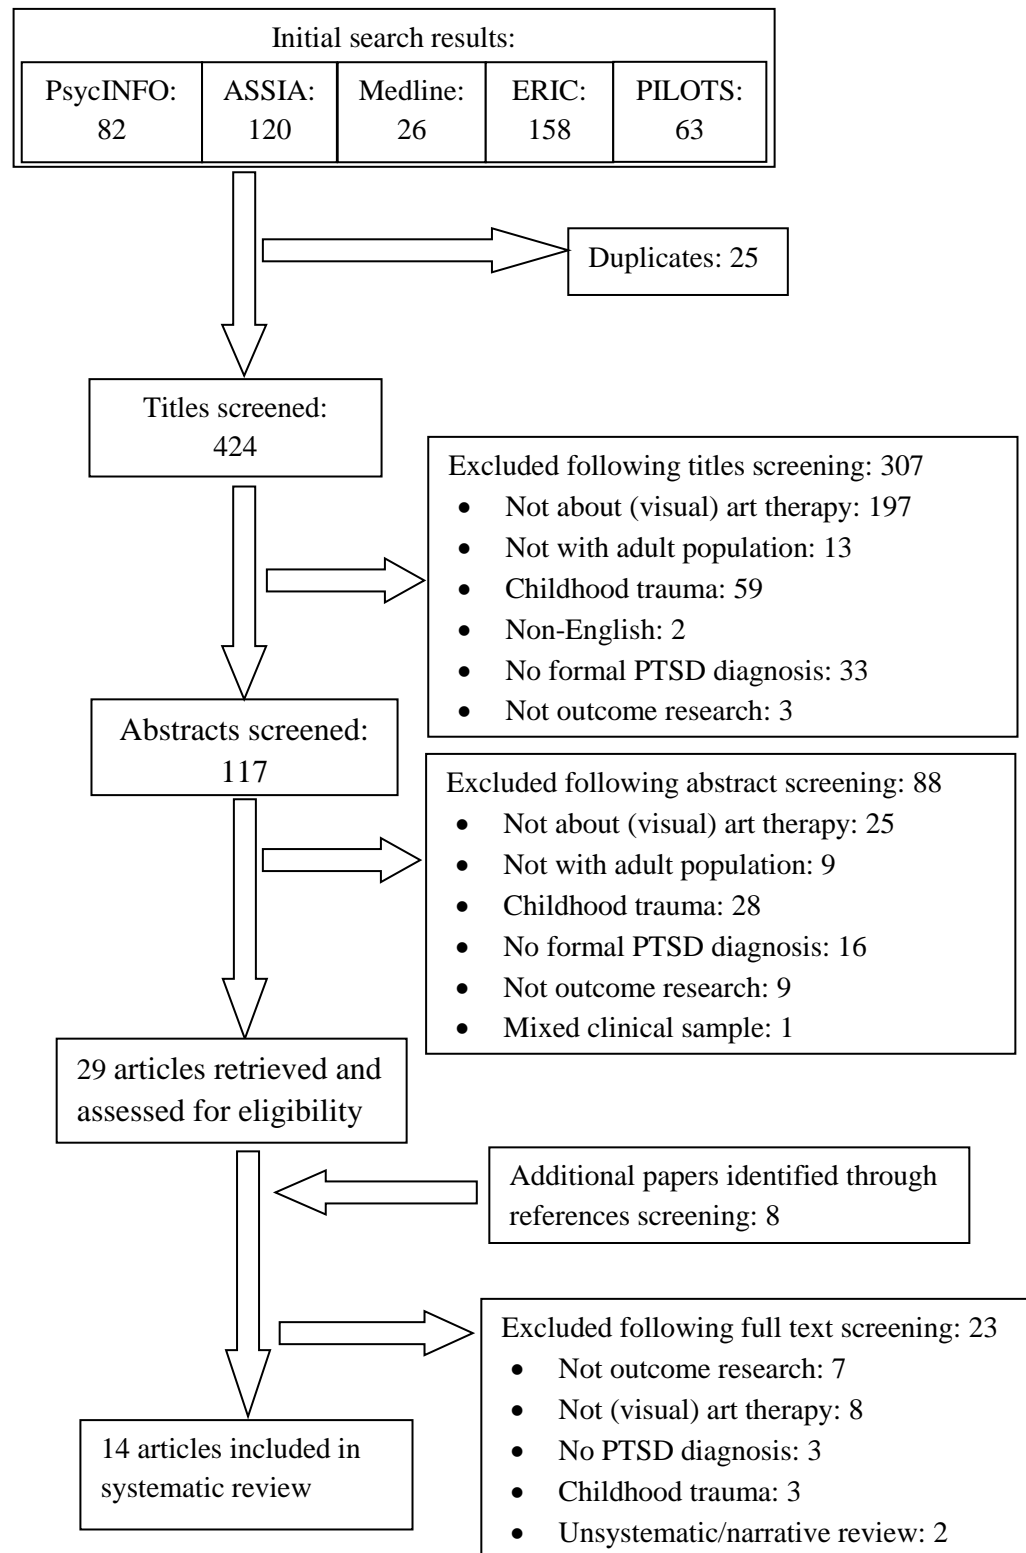 Initial search results:
PsycINFO:
82
ASSIA:
120
Medline:
26
ERIC:
158
PILOTS:
63
Duplicates: 25
Titles screened:
424
Excluded following titles screening: 307
• Not about (visual) art therapy: 197
• Not with adult population: 13
• Childhood trauma: 59
• Non-English: 2
• No formal PTSD diagnosis: 33
• Not outcome research: 3
Abstracts screened:
117
Excluded following abstract screening: 88
• Not about (visual) art therapy: 25
• Not with adult population: 9
• Childhood trauma: 28
• No formal PTSD diagnosis: 16
• Not outcome research: 9
• Mixed clinical sample: 1
29 articles retrieved and
assessed for eligibility
Additional papers identified through
references screening: 8
Excluded following full text screening: 23
• Not outcome research: 7
• Not (visual) art therapy: 8
• No PTSD diagnosis: 3
• Childhood trauma: 3
• Unsystematic/narrative review: 2
14 articles included in
systematic review